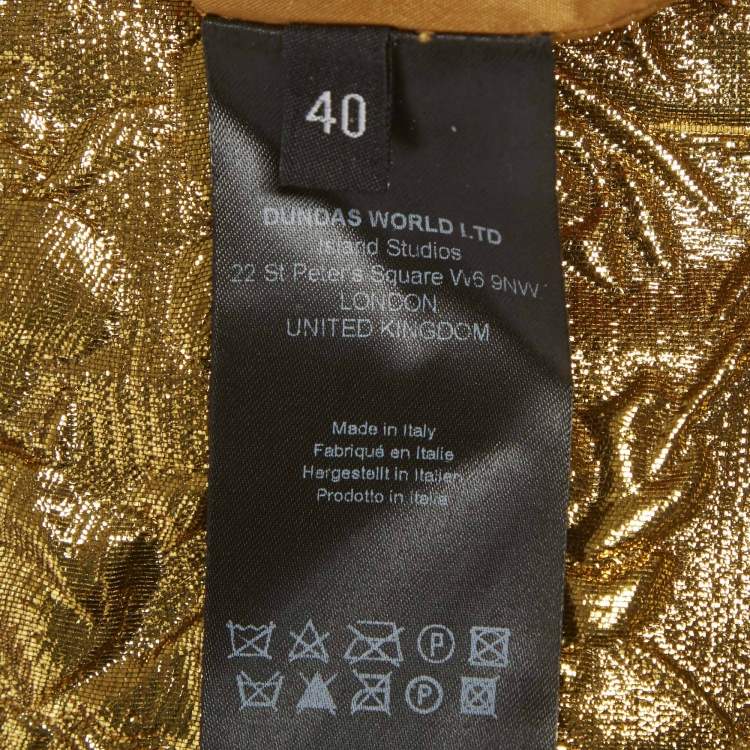 40
DUNDAS WORLD LTD
Island Studios
22 St Peter's Square W6 9NW
LONDON
UNITED KINGDOM
Made in Italy
Fabriqué en Italie
Hergestellt in Italien
Prodotto in Italia
P
P